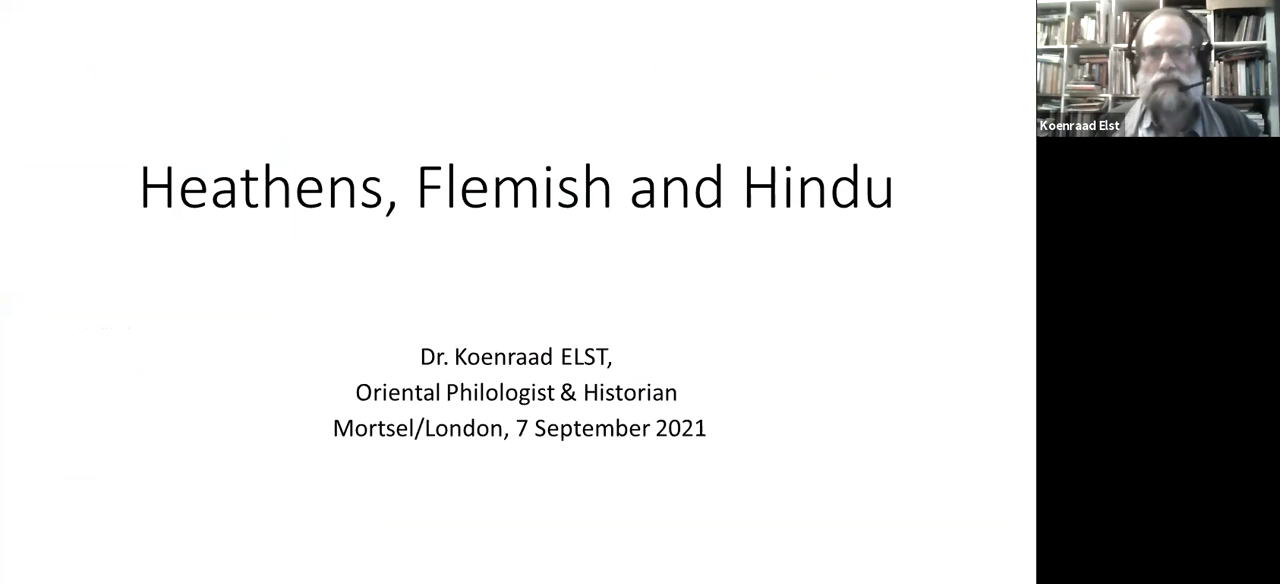 Heathens, Flemish and Hindu
Dr. Koenraad ELST,
Oriental Philologist & Historian
Mortsel/London, 7 September 2021
Koenraad Elst